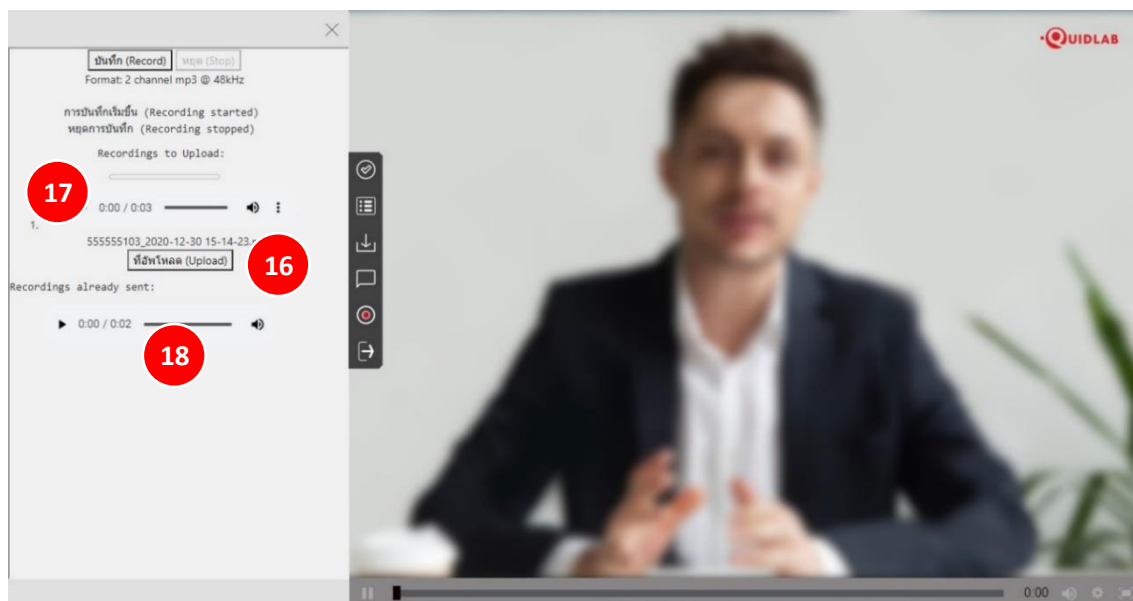 บันทึก (Record) หยุด (Stop)
Format: 2 channel mp3 @ 48kHz
การบันทึกเริ่มขึ้น (Recording started)
หยุดการบันทึก (Recording stopped)
Recordings to Upload:
17
0:00 / 0:03
1.
555555103_2020-12-30 15-14-23.
ที่อัพโหลด (Upload)
16
Recordings already sent:
0:00 / 0:02
18
QUIDLAB
0:00